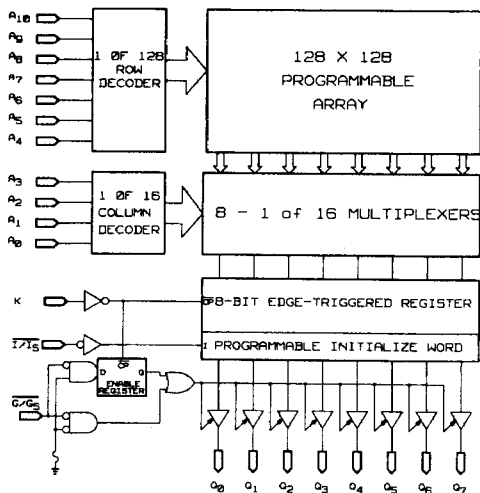 A10
A9
A8
A7
A6
A5
A4
1 OF 128
ROW
DECODER
128 X 128
PROGRAMMABLE
ARRAY
A3
A2
A1
A0
1 OF 16
COLUMN
DECODER
8 - 1 of 16 MULTIPLEXERS
K
8-BIT EDGE-TRIGGERED REGISTER
I/IS
I
PROGRAMMABLE INITIALIZE WORD
CP
D
Q
ENABLE
REGISTER
G/GS
Q0 Q1 Q2 Q3 Q4 Q5 Q6 Q7